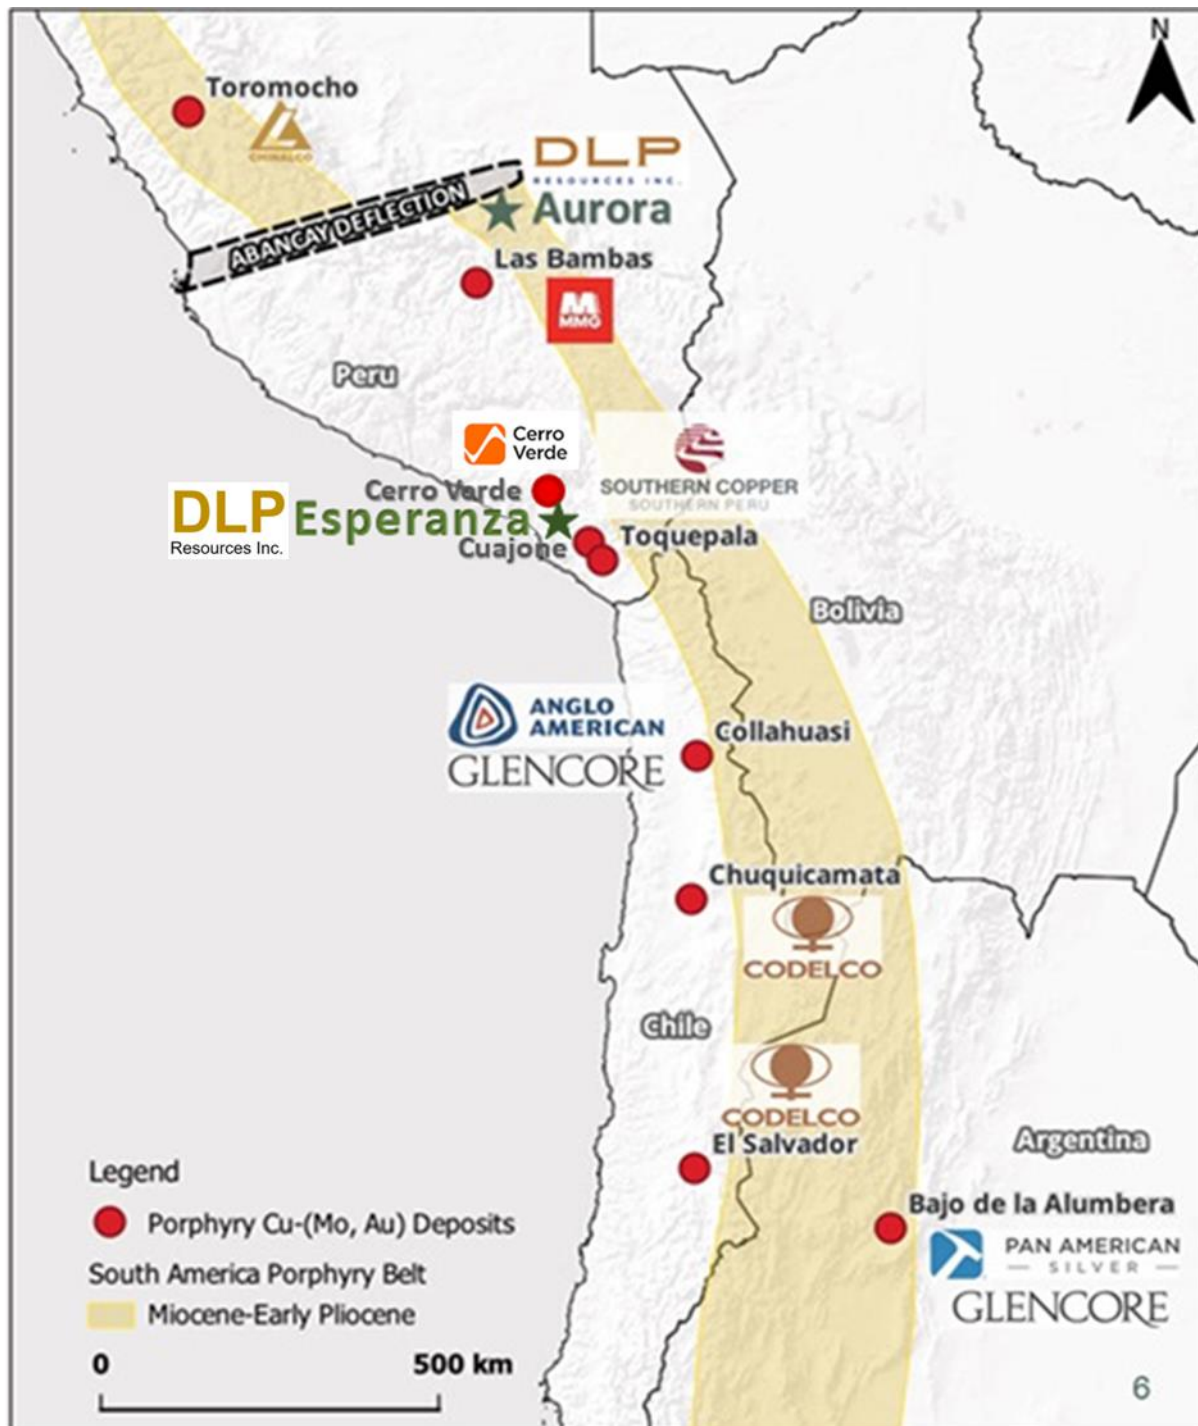 N
Toromocho
CHINALCO
DLP
RESOURCES INC.
ABANCAY DEFLECTION
Aurora
Las Bambas
MMG
Peru
Cerro
Verde
SOUTHERN COPPER
SOUTHERN PERU
Cerro Verde
DLP
Resources Inc.
Esperanza
Cuajone
Toquepala
Bolivia
ANGLO
AMERICAN
GLENCORE
Collahuasi
Chuquicamata
CODELCO
Chile
CODELCO
El Salvador
Argentina
Bajo de la Alumbera
PAN AMERICAN
— SILVER —
GLENCORE
Legend
Porphyry Cu-(Mo, Au) Deposits
South America Porphyry Belt
Miocene-Early Pliocene
0 500 km
6